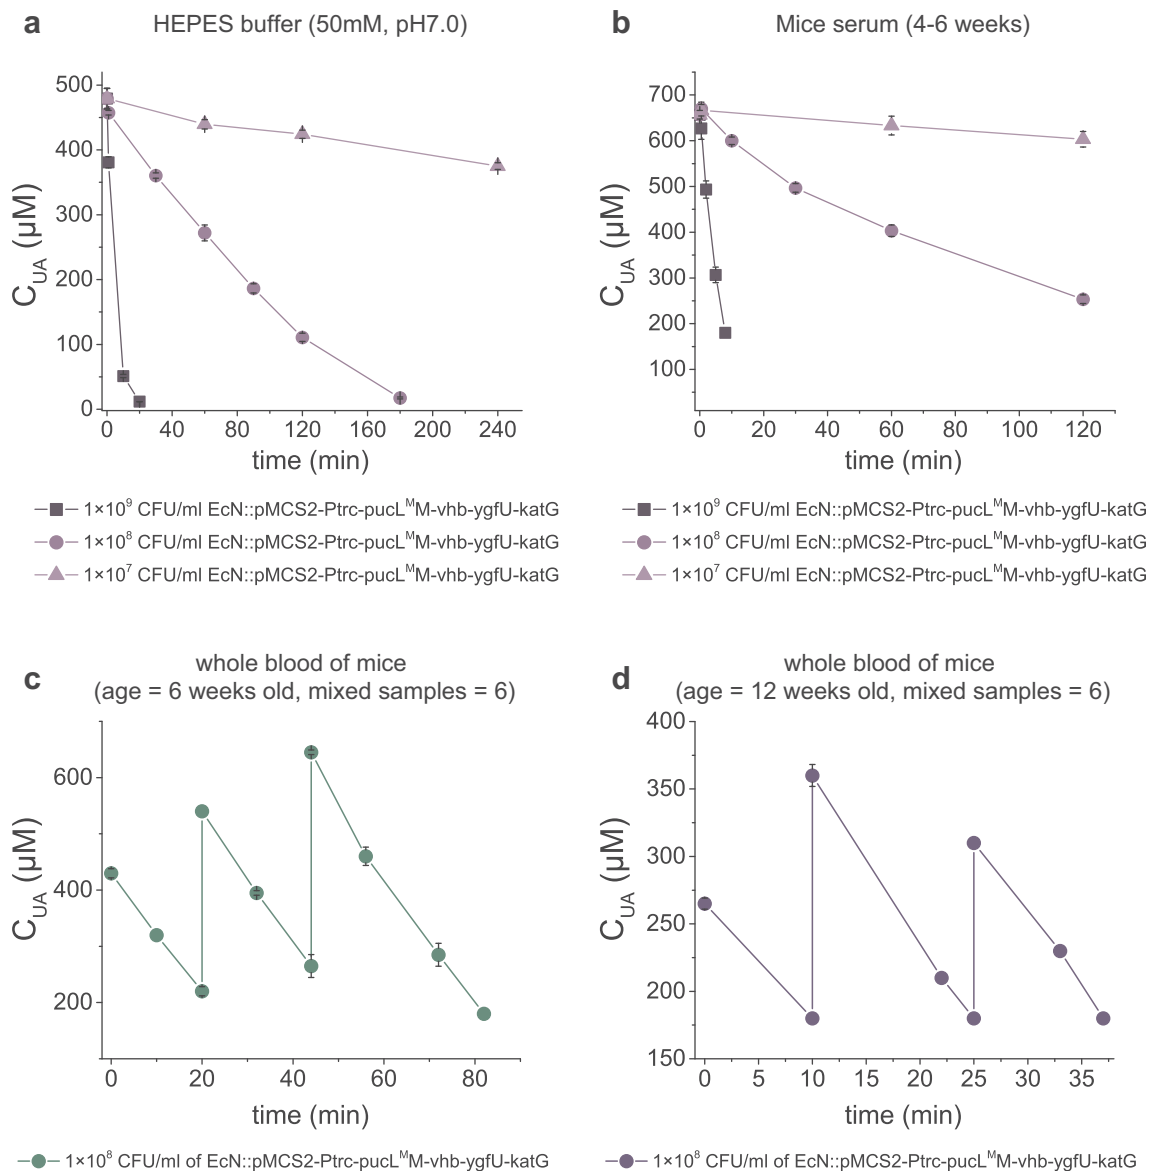 a
HEPES buffer (50mM, pH7.0)
500
400
300
200
100
0
C_UA (μM)
0 40 80 120 160 200 240
time (min)
1×10⁹ CFU/ml EcN::pMCS2-Ptrc-pucLᴹM-vhb-ygfU-katG
1×10⁸ CFU/ml EcN::pMCS2-Ptrc-pucLᴹM-vhb-ygfU-katG
1×10⁷ CFU/ml EcN::pMCS2-Ptrc-pucLᴹM-vhb-ygfU-katG
b
Mice serum (4-6 weeks)
700
600
500
400
300
200
100
C_UA (μM)
0 20 40 60 80 100 120
time (min)
1×10⁹ CFU/ml EcN::pMCS2-Ptrc-pucLᴹM-vhb-ygfU-katG
1×10⁸ CFU/ml EcN::pMCS2-Ptrc-pucLᴹM-vhb-ygfU-katG
1×10⁷ CFU/ml EcN::pMCS2-Ptrc-pucLᴹM-vhb-ygfU-katG
c
whole blood of mice
(age = 6 weeks old, mixed samples = 6)
600
400
200
C_UA (μM)
0 20 40 60 80
time (min)
1×10⁸ CFU/ml of EcN::pMCS2-Ptrc-pucLᴹM-vhb-ygfU-katG
d
whole blood of mice
(age = 12 weeks old, mixed samples = 6)
400
350
300
250
200
150
C_UA (μM)
0 5 10 15 20 25 30 35
time (min)
1×10⁸ CFU/ml of EcN::pMCS2-Ptrc-pucLᴹM-vhb-ygfU-katG